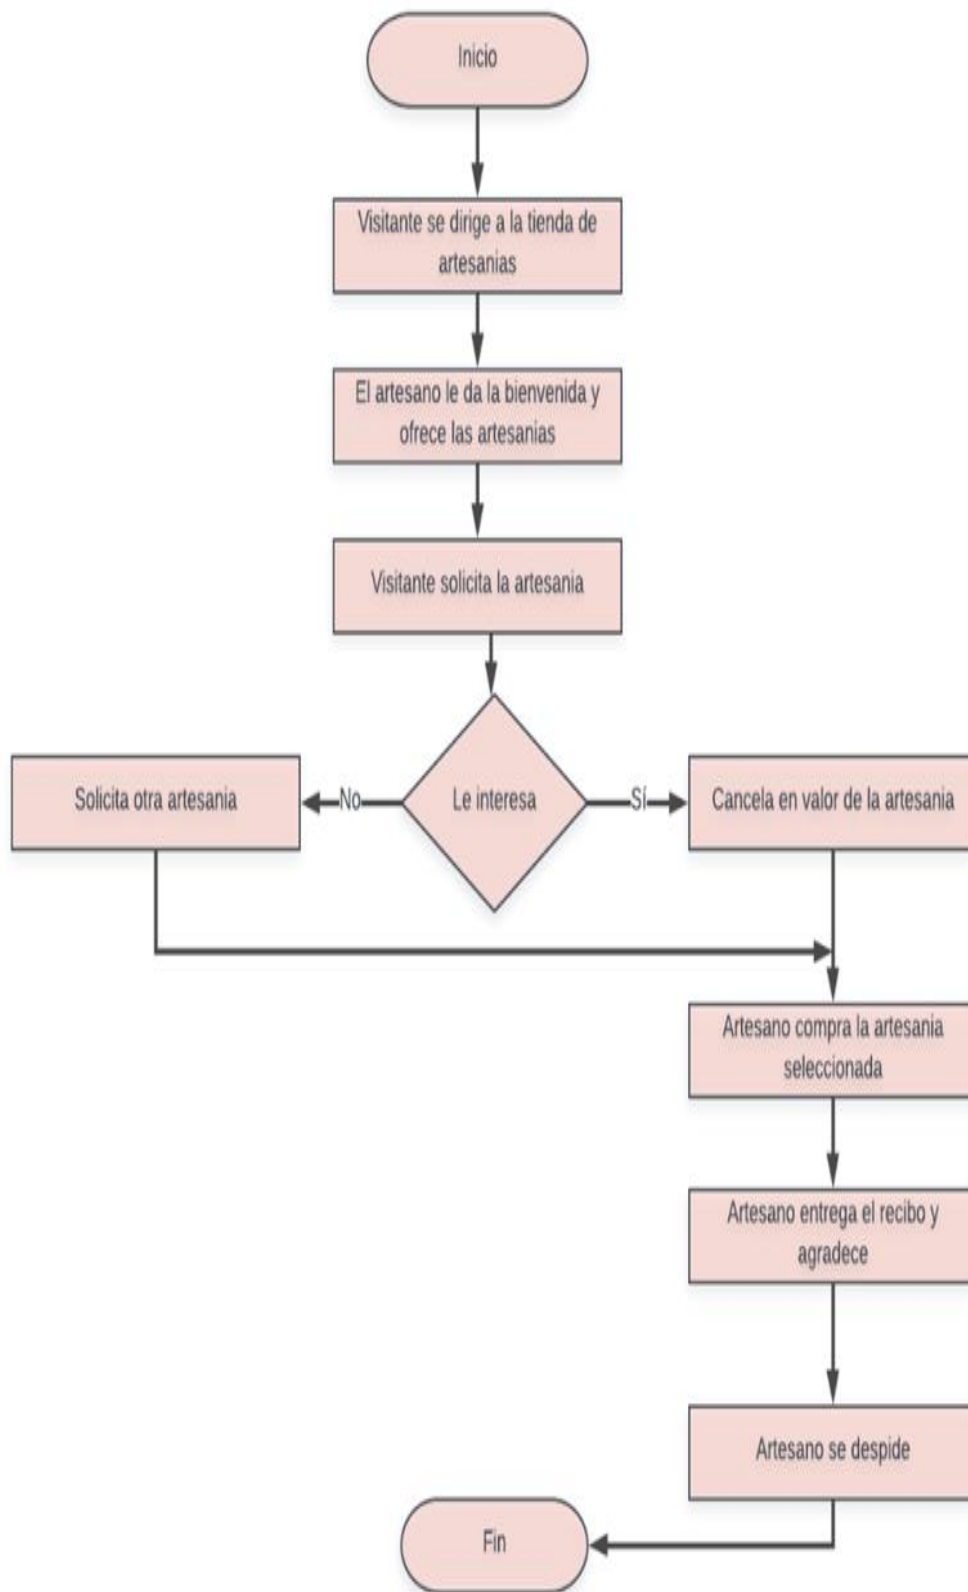 Inicio
Visitante se dirige a la tienda de
artesanias
El artesano le da la bienvenida y
ofrece las artesanias
Visitante solicita la artesania
Solicita otra artesania
No
Le interesa
Sí
Cancela en valor de la artesania
Artesano compra la artesania
seleccionada
Artesano entrega el recibo y
agradece
Artesano se despide
Fin